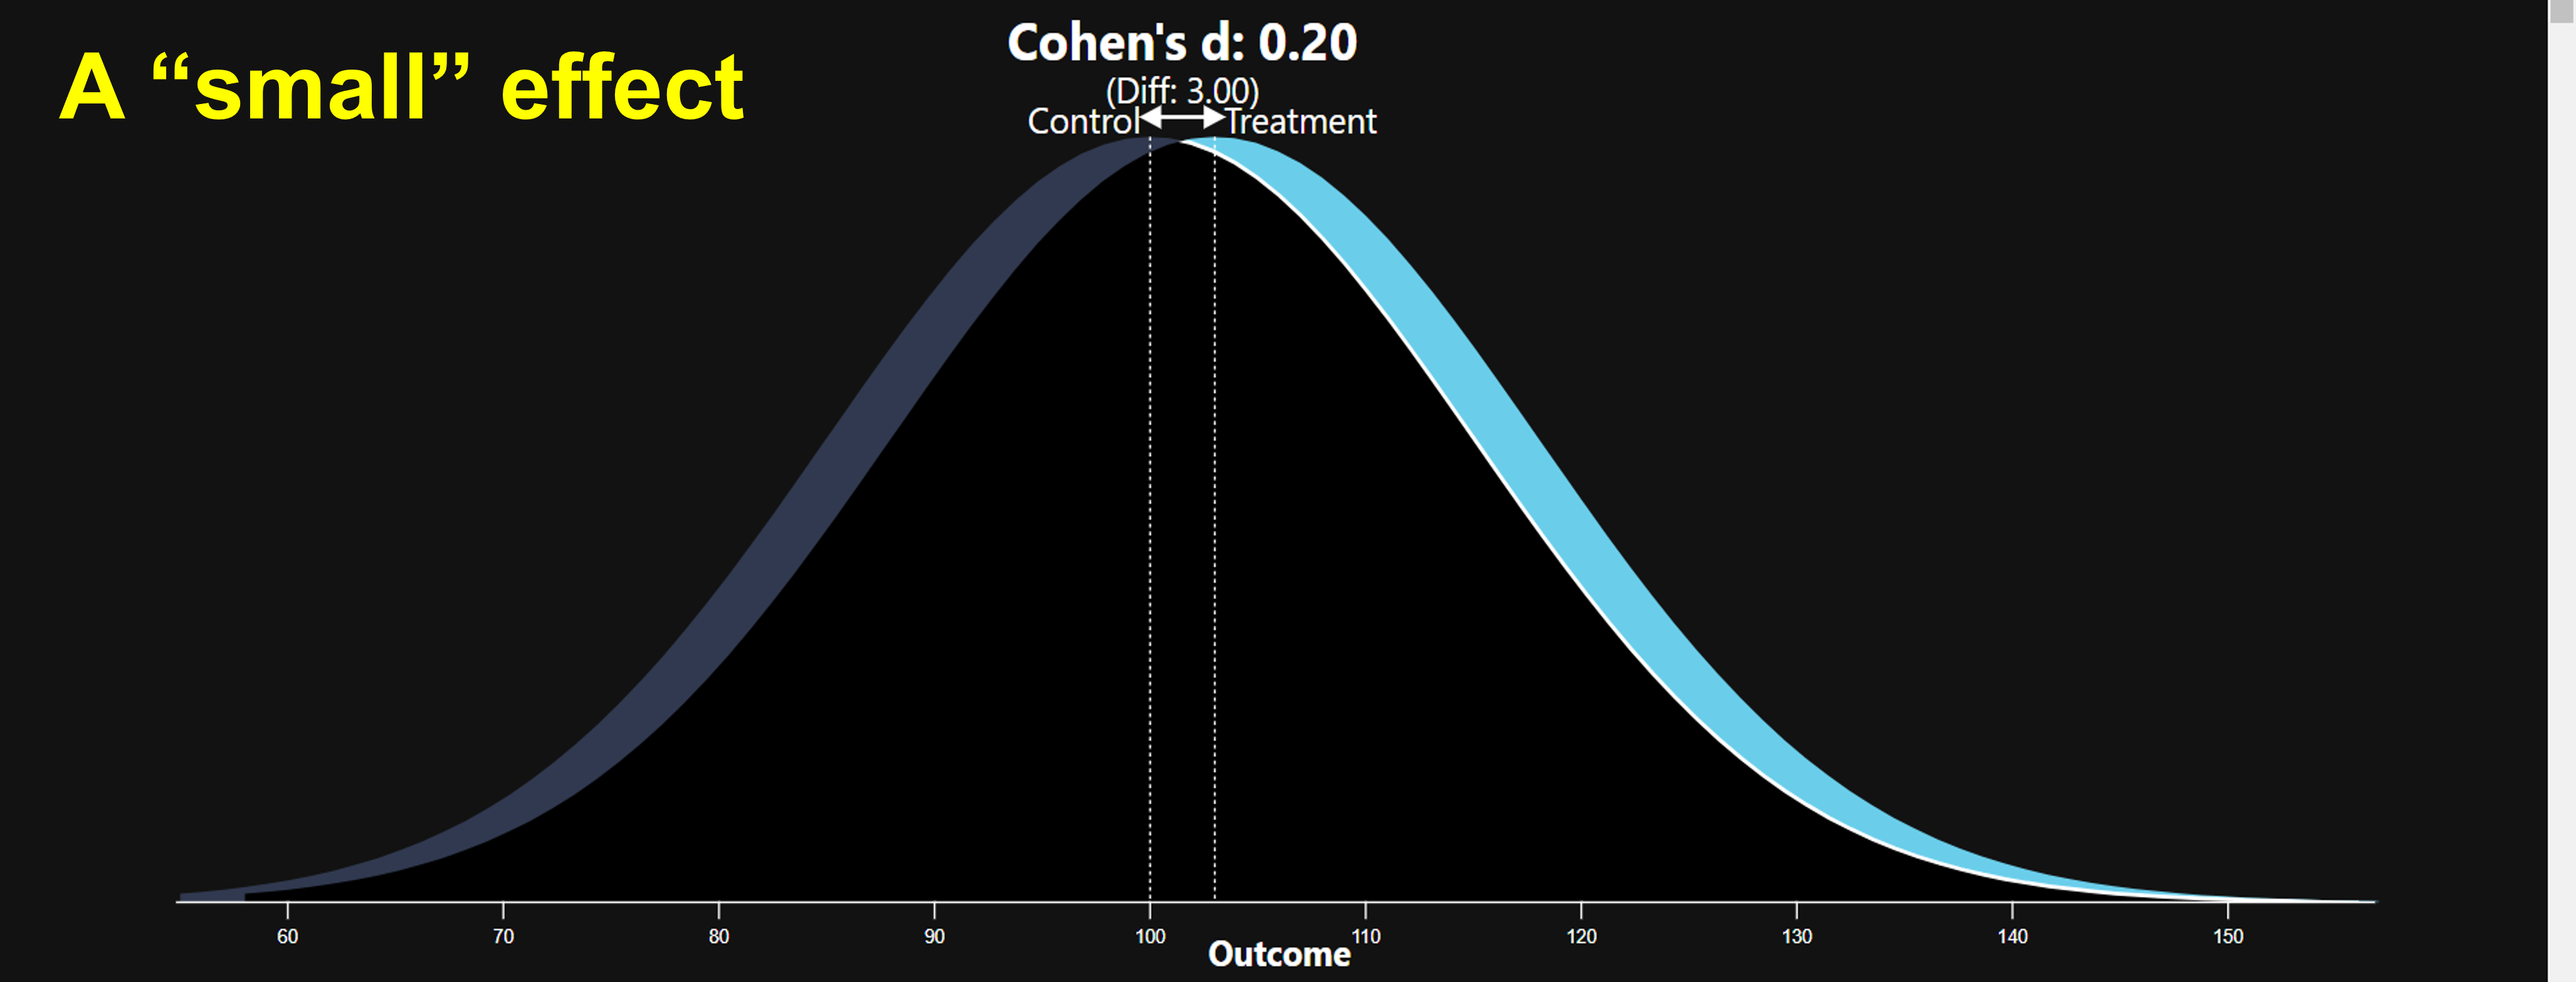 A “small” effect
Cohen's d: 0.20
(Diff: 3.00)
Control Treatment
60 70 80 90 100 110 120 130 140 150
Outcome